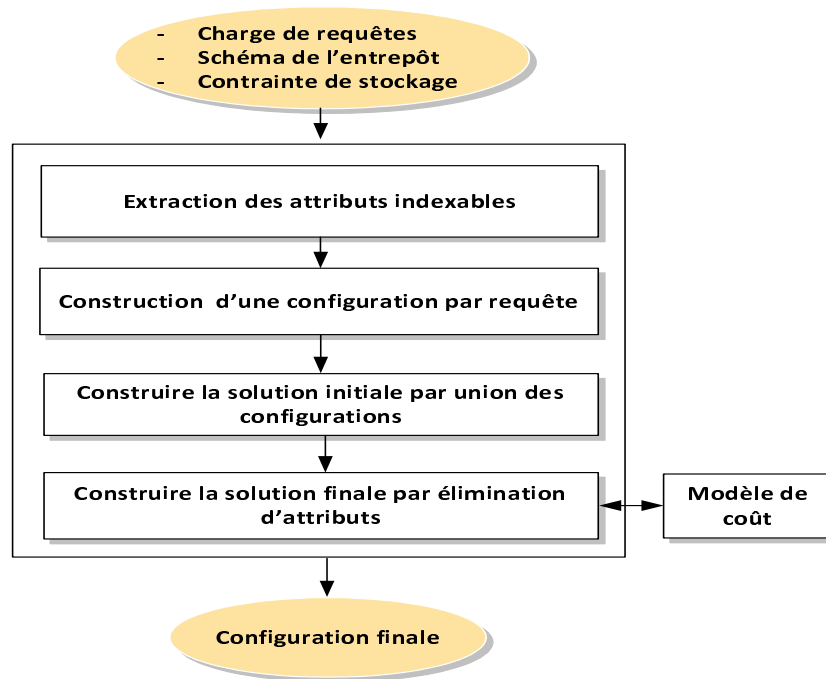 - Charge de requêtes
- Schéma de l'entrepôt
- Contrainte de stockage
Extraction des attributs indexables
Construction d'une configuration par requête
Construire la solution initiale par union des
configurations
Construire la solution finale par élimination
d'attributs
Modèle de
coût
Configuration finale